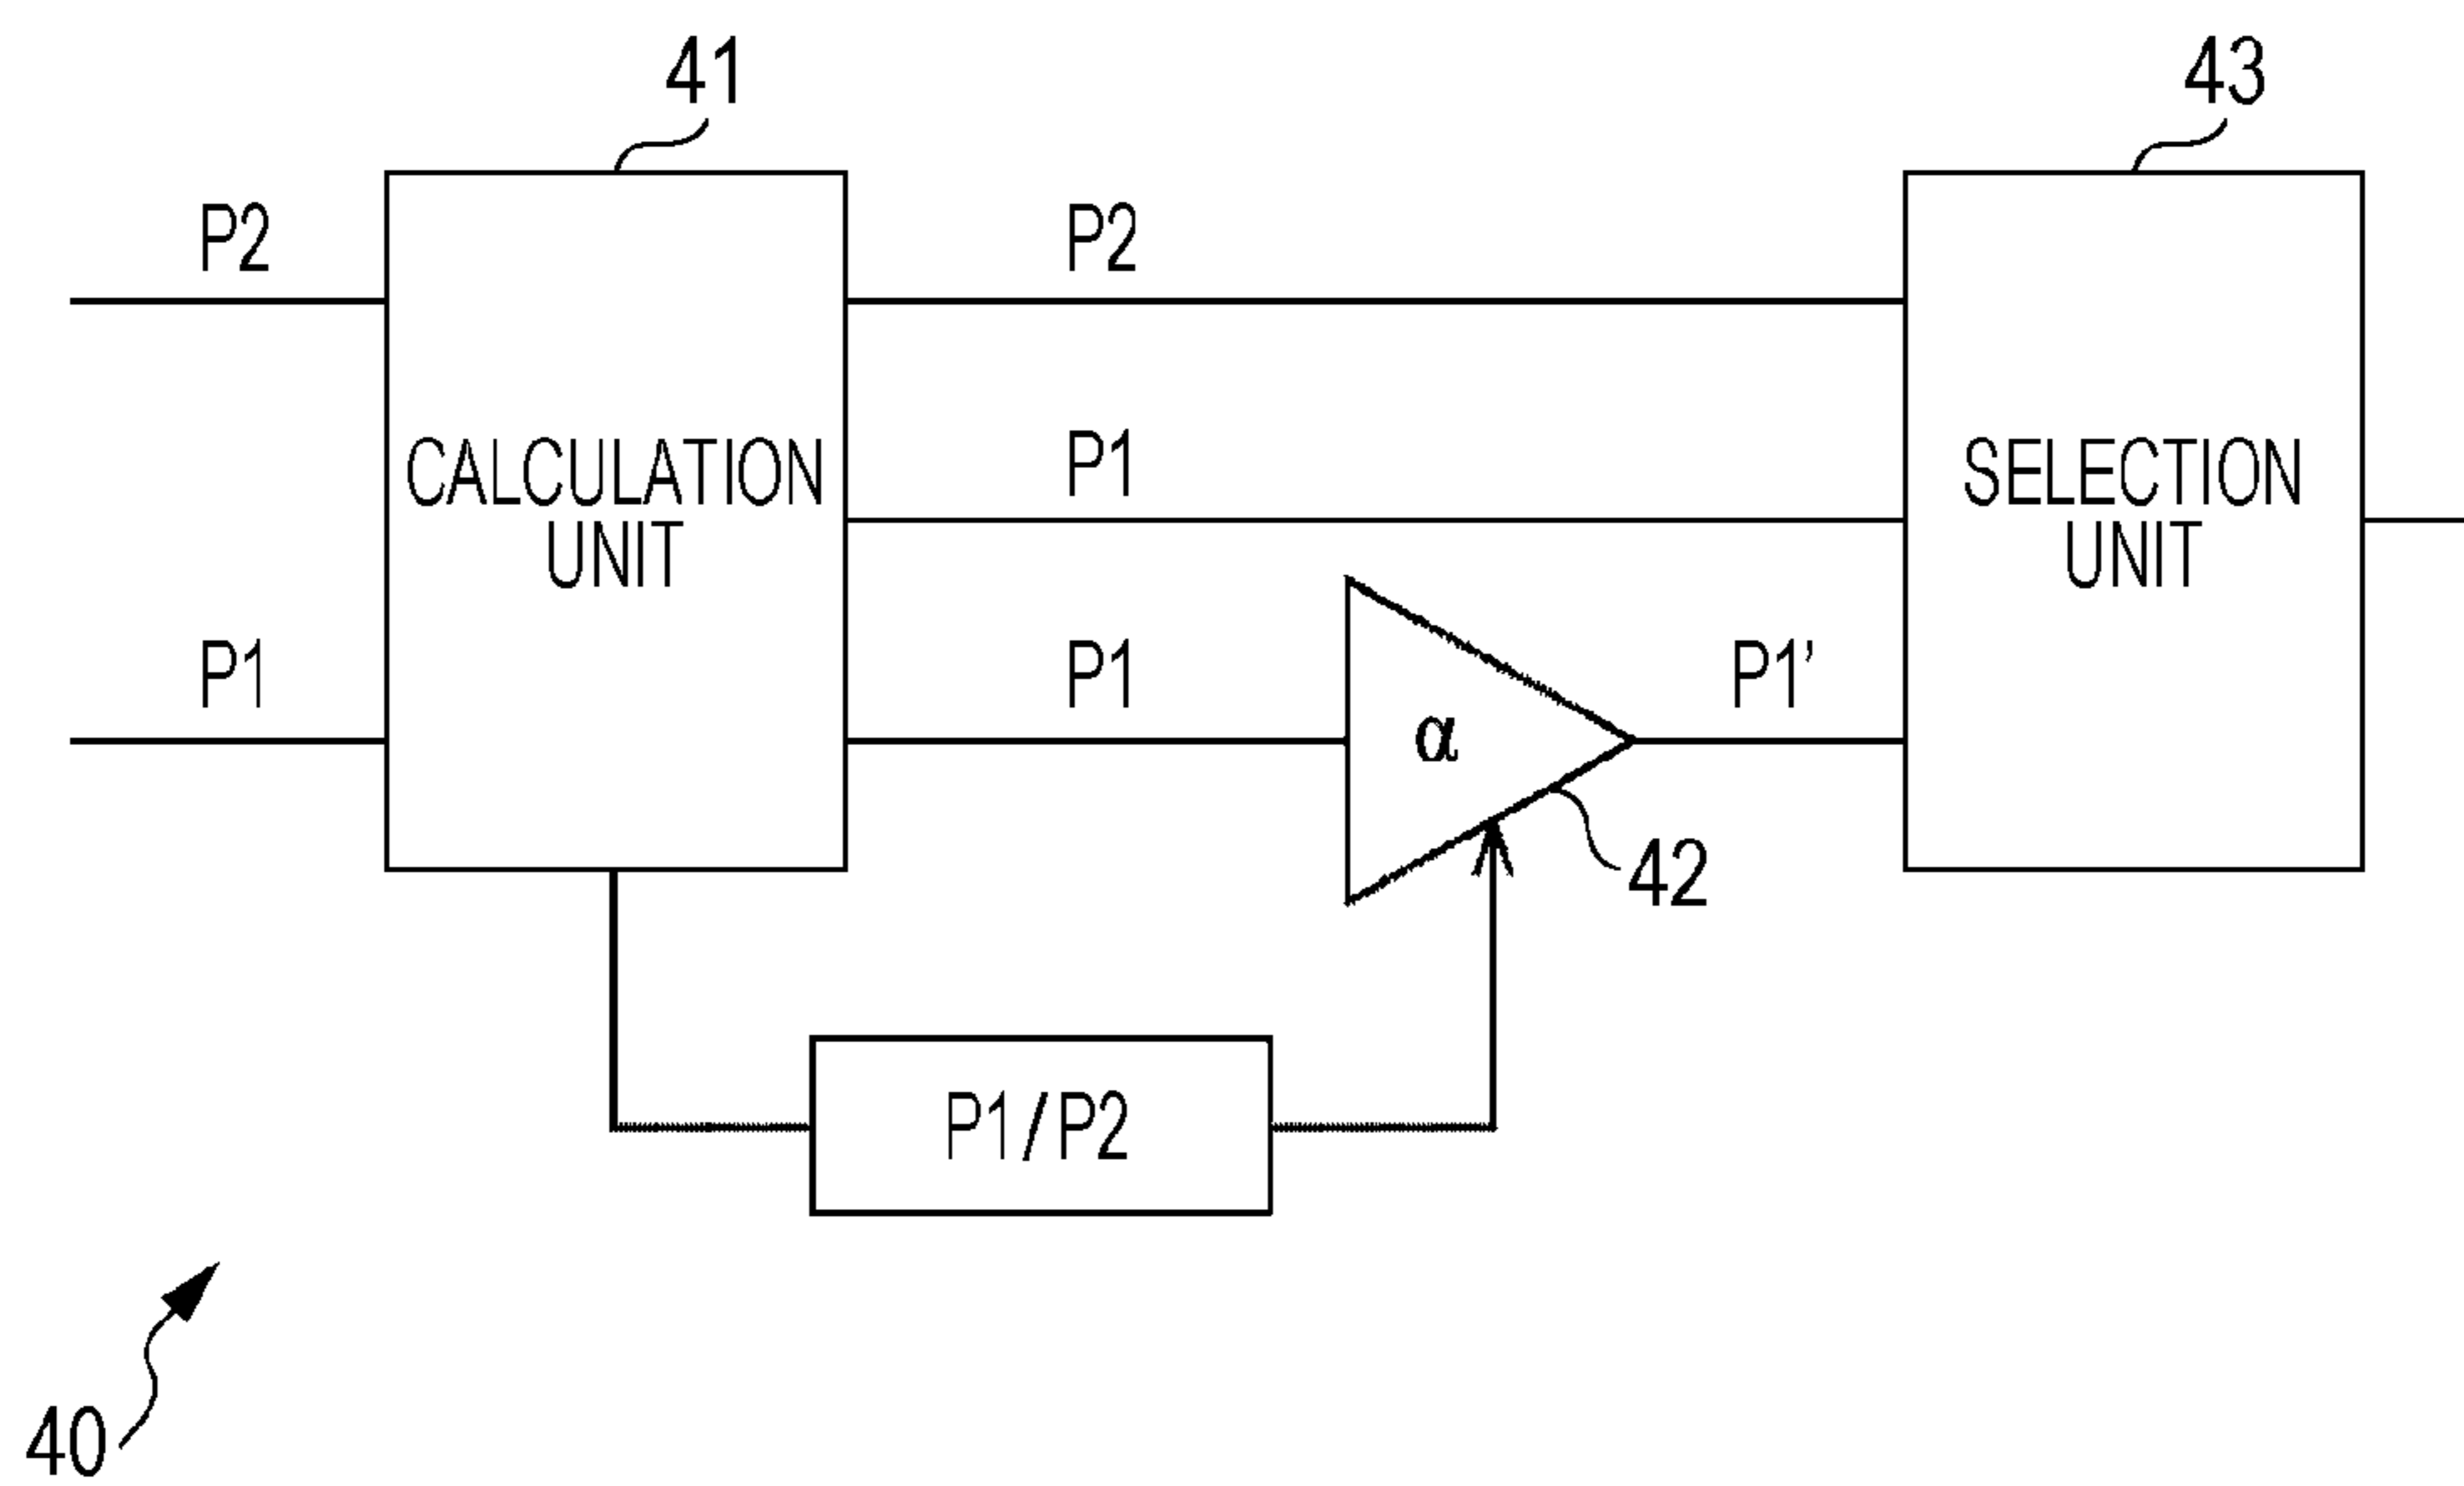 41
43
P2
P2
CALCULATION
UNIT
P1
SELECTION
UNIT
P1
P1
P1'
α
42
P1/P2
40